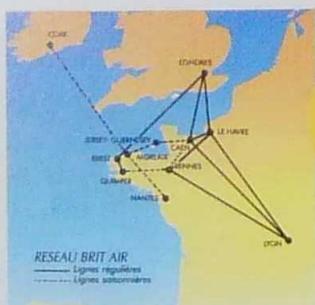 CORK
LONDRES
JERSEY-GUERNESEY
LE HAVRE
CAEN
BREST
MORLAIX
RENNES
QUIMPER
NANTES
LYON
RESEAU BRIT AIR
Lignes régulières
Lignes saisonnières